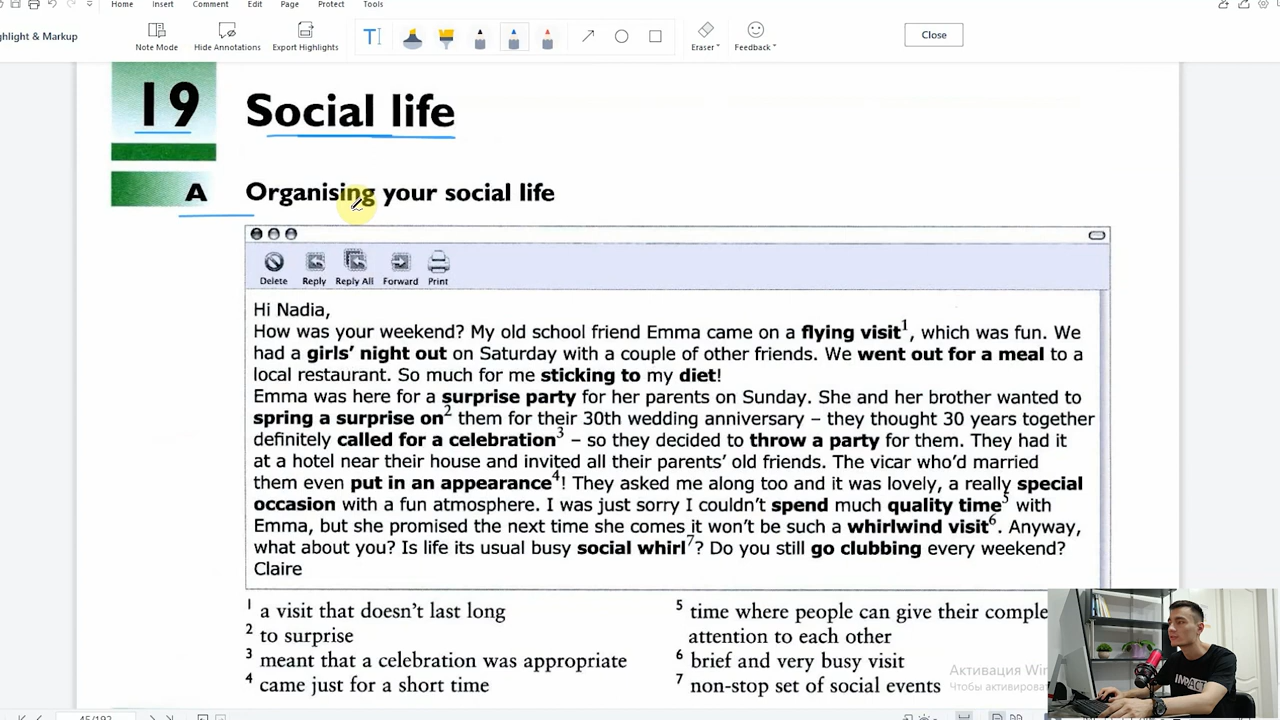 Home Insert Comment Edit Page Protect Tools
ghlight & Markup
Note Mode Hide Annotations Export Highlights Eraser Feedback Close
19 Social life
A Organising your social life
Delete Reply Reply All Forward Print
Hi Nadia,
How was your weekend? My old school friend Emma came on a flying visit1, which was fun. We
had a girls' night out on Saturday with a couple of other friends. We went out for a meal to a
local restaurant. So much for me sticking to my diet!
Emma was here for a surprise party for her parents on Sunday. She and her brother wanted to
spring a surprise on2 them for their 30th wedding anniversary – they thought 30 years together
definitely called for a celebration3 – so they decided to throw a party for them. They had it
at a hotel near their house and invited all their parents' old friends. The vicar who'd married
them even put in an appearance4! They asked me along too and it was lovely, a really special
occasion with a fun atmosphere. I was just sorry I couldn't spend much quality time5 with
Emma, but she promised the next time she comes it won't be such a whirlwind visit6. Anyway,
what about you? Is life its usual busy social whirl7? Do you still go clubbing every weekend?
Claire
1 a visit that doesn't last long
2 to surprise
3 meant that a celebration was appropriate
4 came just for a short time
5 time where people can give their comple
attention to each other
6 brief and very busy visit
7 non-stop set of social events
Активация Win
Чтобы активирова
IMPACT
45/192